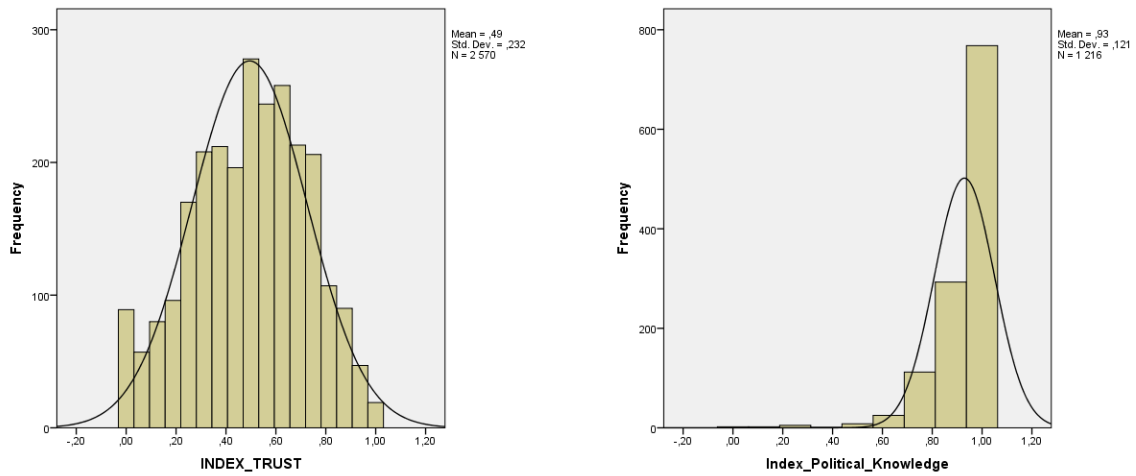 300
200
100
0
Frequency
-,20 ,00 ,20 ,40 ,60 ,80 1,00 1,20
INDEX_TRUST
Mean = ,49
Std. Dev. = ,232
N = 2 570
800
600
400
200
0
Frequency
-,20 ,00 ,20 ,40 ,60 ,80 1,00 1,20
Index_Political_Knowledge
Mean = ,93
Std. Dev. = ,121
N = 1 216